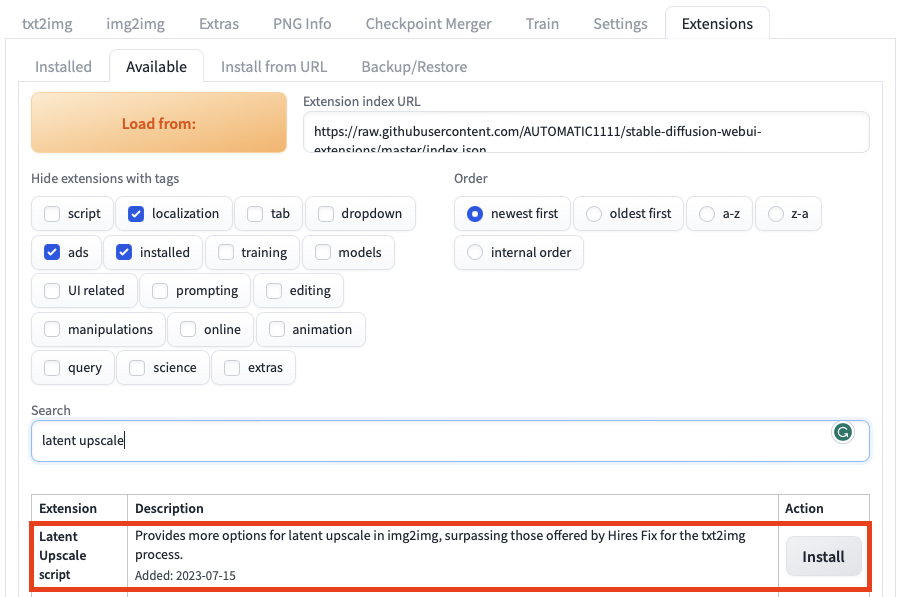 txt2img img2img Extras PNG Info Checkpoint Merger Train Settings Extensions
Installed Available Install from URL Backup/Restore
Load from:
Extension index URL
https://raw.githubusercontent.com/AUTOMATIC1111/stable-diffusion-webui-
extensions/master/index.json
Hide extensions with tags
script localization tab dropdown
ads installed training models
UI related prompting editing
manipulations online animation
query science extras
Order
newest first oldest first a-z z-a
internal order
Search
latent upscale
Extension Description Action
Latent
Upscale
script
Provides more options for latent upscale in img2img, surpassing those offered by Hires Fix for the txt2img
process.
Added: 2023-07-15
Install